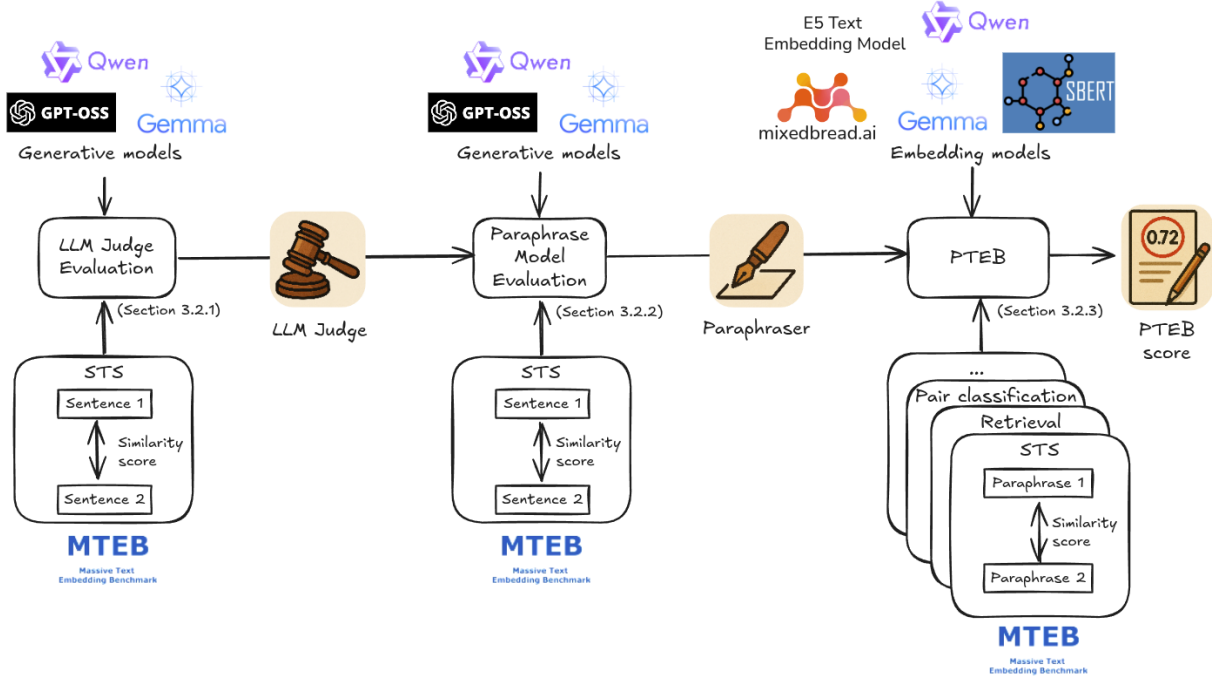 Qwen
GPT-OSS
Gemma
Generative models
LLM Judge
Evaluation
(Section 3.2.1)
STS
Sentence 1
Similarity
score
Sentence 2
MTEB
Massive Text
Embedding Benchmark
LLM Judge
Qwen
GPT-OSS
Gemma
Generative models
Paraphrase
Model
Evaluation
(Section 3.2.2)
STS
Sentence 1
Similarity
score
Sentence 2
MTEB
Massive Text
Embedding Benchmark
Paraphraser
E5 Text
Embedding Model
Qwen
mixedbread.ai
Gemma
SBERT
Embedding models
PTEB
(Section 3.2.3)
...
Pair classification
Retrieval
STS
Paraphrase 1
Similarity
score
Paraphrase 2
MTEB
Massive Text
Embedding Benchmark
0.72
PTEB
score